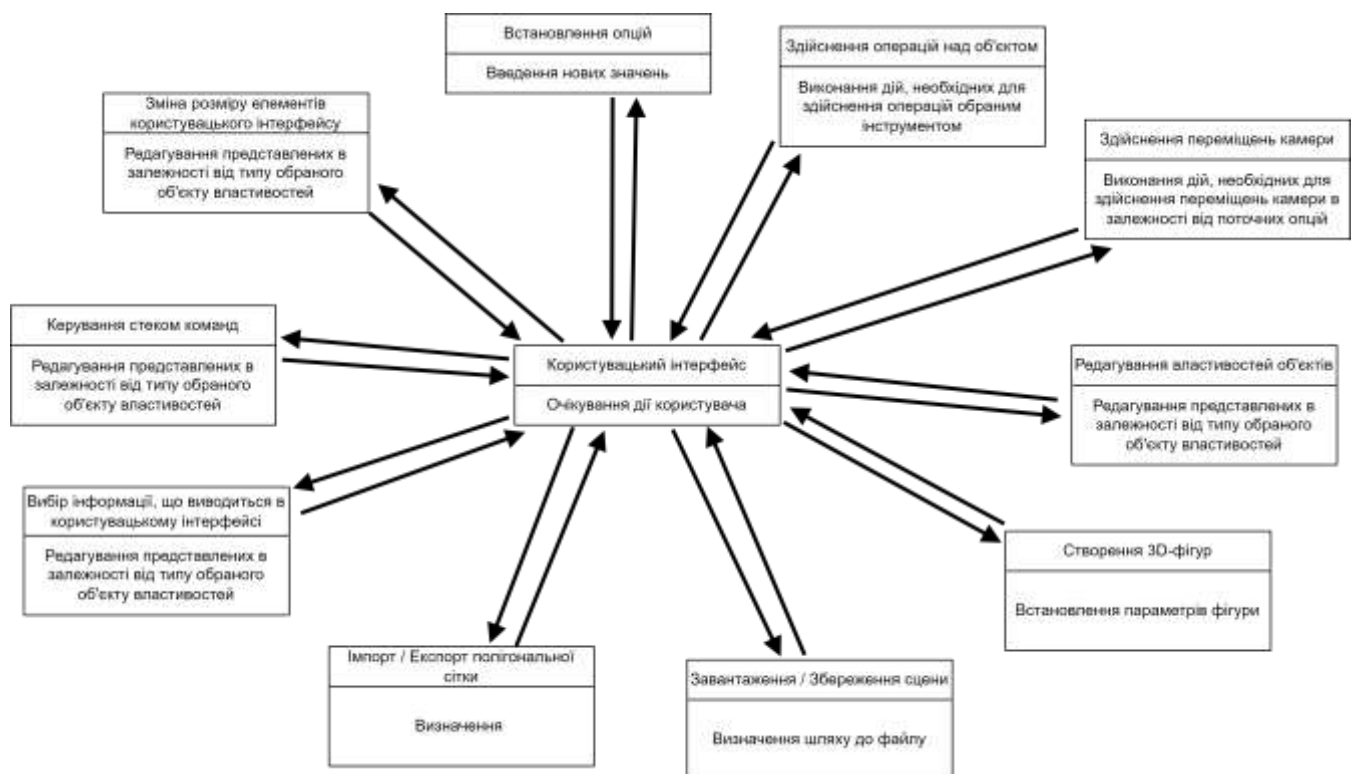 Встановлення опцій
Введення нових значень
Здійснення операцій над об'єктом
Виконання дій, необхідних для
здійснення операцій обраним
інструментом
Зміна розміру елементів
користувацького інтерфейсу
Редагування представлених в
залежності від типу обраного
об'єкту властивостей
Здійснення переміщень камери
Виконання дій, необхідних для
здійснення переміщень камери в
залежності від поточних опцій
Керування стеком команд
Редагування представлених в
залежності від типу обраного
об'єкту властивостей
Користувацький інтерфейс
Очікування дії користувача
Редагування властивостей об'єктів
Редагування представлених в
залежності від типу обраного
об'єкту властивостей
Вибір інформації, що виводиться в
користувацькому інтерфейсі
Редагування представлених в
залежності від типу обраного
об'єкту властивостей
Створення 3D-фігур
Встановлення параметрів фігури
Імпорт / Експорт полігональної
сітки
Визначення
Завантаження / Збереження сцени
Визначення шляху до файлу